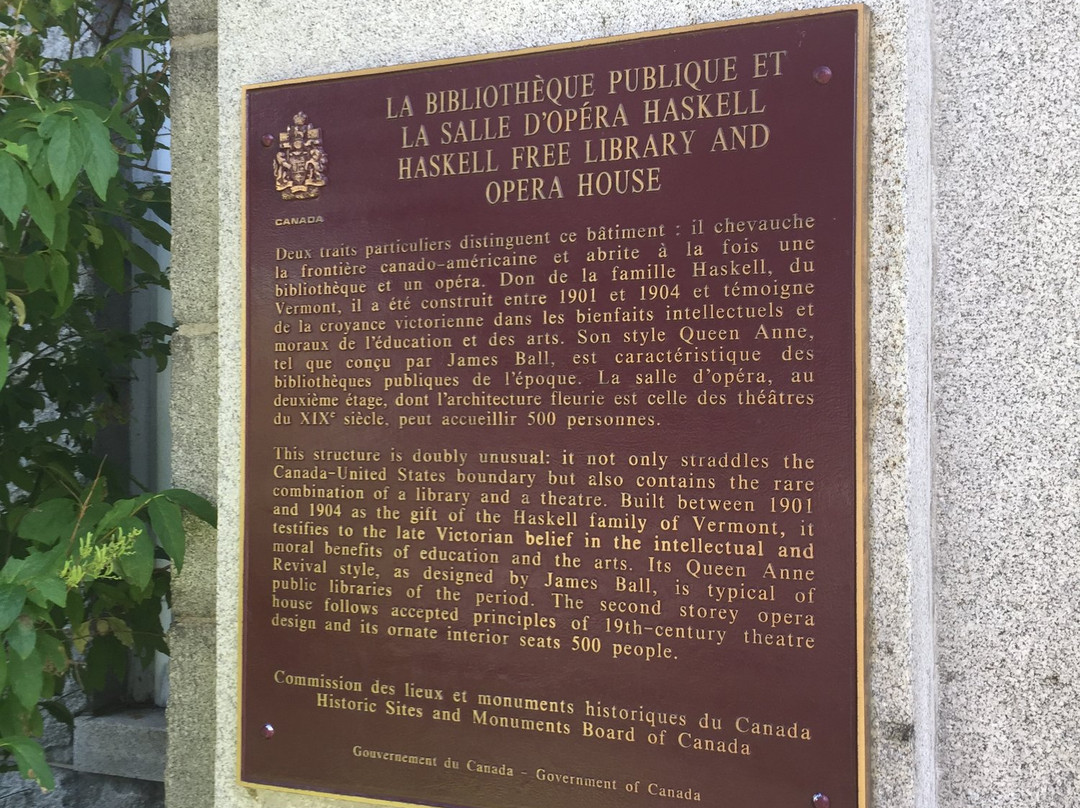 LA BIBLIOTHÈQUE PUBLIQUE ET
LA SALLE D'OPÉRA HASKELL
HASKELL FREE LIBRARY AND
OPERA HOUSE
CANADA
Deux traits particuliers distinguent ce bâtiment : il chevauche
la frontière canado-américaine et abrite à la fois une
bibliothèque et un opéra. Don de la famille Haskell, du
Vermont, il a été construit entre 1901 et 1904 et témoigne
de la croyance victorienne dans les bienfaits intellectuels et
moraux de l'éducation et des arts. Son style Queen Anne,
tel que conçu par James Ball, est caractéristique des
bibliothèques publiques de l'époque. La salle d'opéra, au
deuxième étage, dont l'architecture fleurie est celle des théâtres
du XIXe siècle, peut accueillir 500 personnes.
This structure is doubly unusual: it not only straddles the
Canada-United States boundary but also contains the rare
combination of a library and a theatre. Built between 1901
and 1904 as the gift of the Haskell family of Vermont, it
testifies to the late Victorian belief in the intellectual and
moral benefits of education and the arts. Its Queen Anne
Revival style, as designed by James Ball, is typical of
public libraries of the period. The second storey opera
house follows accepted principles of 19th-century theatre
design and its ornate interior seats 500 people.
Commission des lieux et monuments historiques du Canada
Historic Sites and Monuments Board of Canada
Gouvernement du Canada - Government of Canada